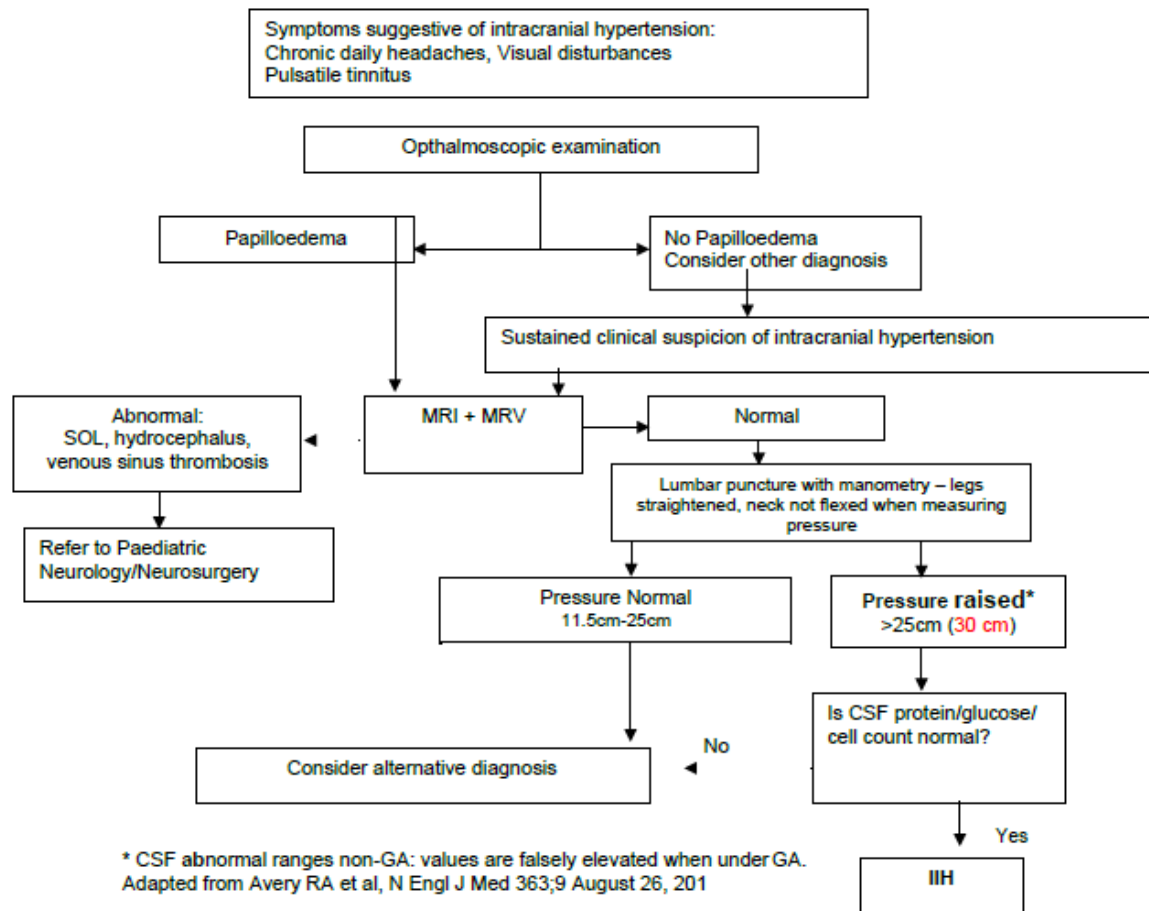 Symptoms suggestive of intracranial hypertension:
Chronic daily headaches, Visual disturbances
Pulsatile tinnitus
Opthalmoscopic examination
Papilloedema
No Papilloedema
Consider other diagnosis
Sustained clinical suspicion of intracranial hypertension
Abnormal:
SOL, hydrocephalus,
venous sinus thrombosis
MRI + MRV
Normal
Lumbar puncture with manometry – legs
straightened, neck not flexed when measuring
pressure
Refer to Paediatric
Neurology/Neurosurgery
Pressure Normal
11.5cm-25cm
Pressure raised*
>25cm (30 cm)
Is CSF protein/glucose/
cell count normal?
No
Consider alternative diagnosis
Yes
IIH
* CSF abnormal ranges non-GA: values are falsely elevated when under GA.
Adapted from Avery RA et al, N Engl J Med 363;9 August 26, 201